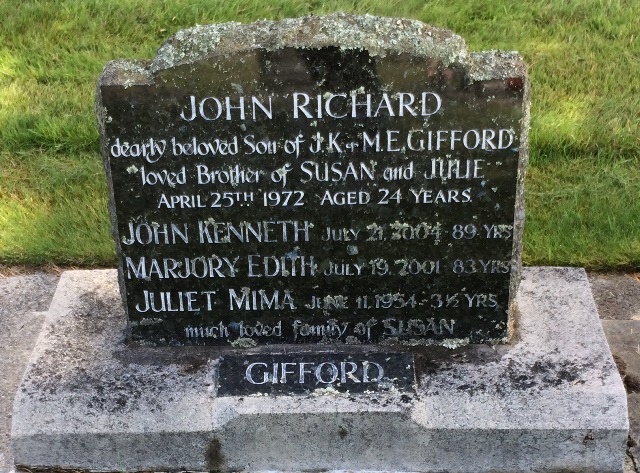 JOHN RICHARD
dearly beloved Son of J.K. & M.E. GIFFORD
loved Brother of SUSAN and JULIE
APRIL 25TH 1972 AGED 24 YEARS
JOHN KENNETH JULY 21, 2004 89 YRS
MARJORY EDITH JULY 19, 2001 83 YRS
JULIET MIMA JUNE 11, 1954 - 3½ YRS
much loved family of SUSAN
GIFFORD